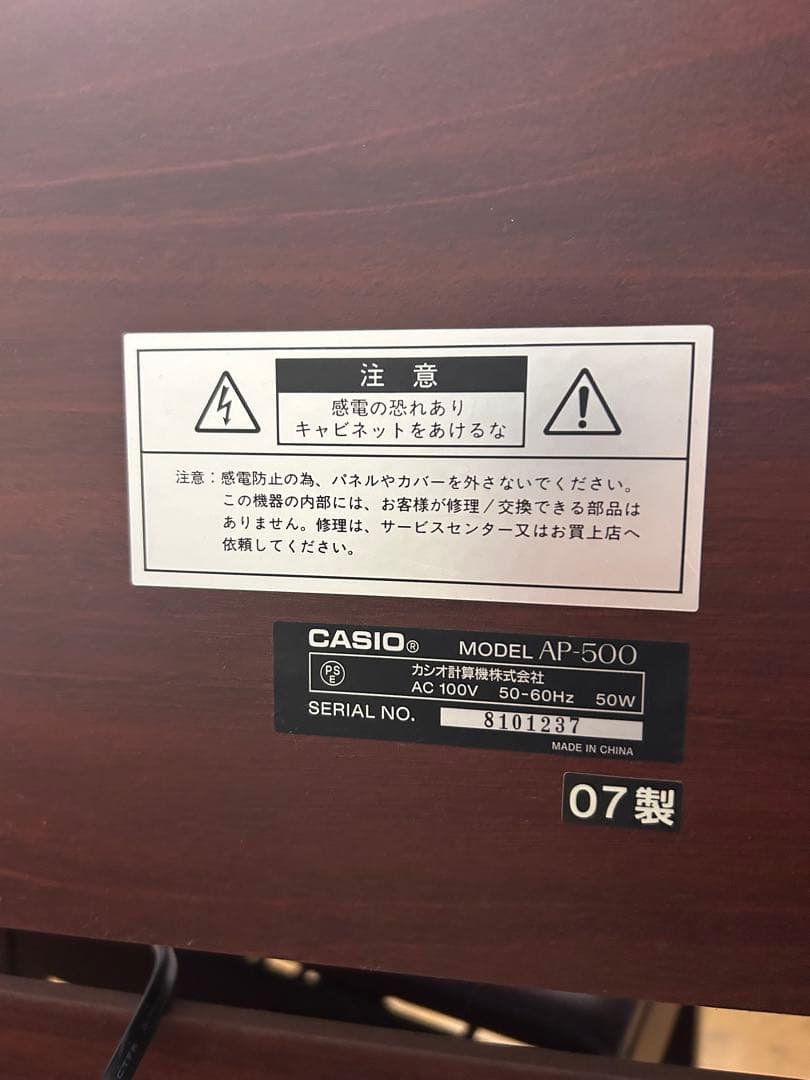 注 意
感電の恐れあり
キャビネットをあけるな
注意：感電防止の為、パネルやカバーを外さないでください。
この機器の内部には、お客様が修理／交換できる部品は
ありません。修理は、サービスセンター又はお買上店へ
依頼してください。
CASIO® MODEL AP-500
PSE カシオ計算機株式会社
AC 100V 50-60Hz 50W
SERIAL NO. 8101237
MADE IN CHINA
07製